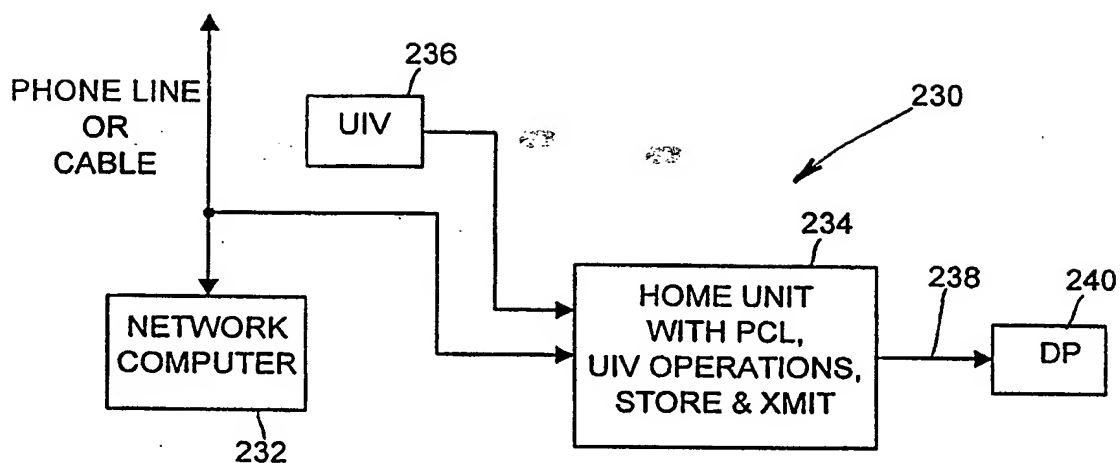 236
PHONE LINE
OR
CABLE
UIV
230
234
HOME UNIT
WITH PCL,
UIV OPERATIONS,
STORE & XMIT
238
240
DP
NETWORK
COMPUTER
232